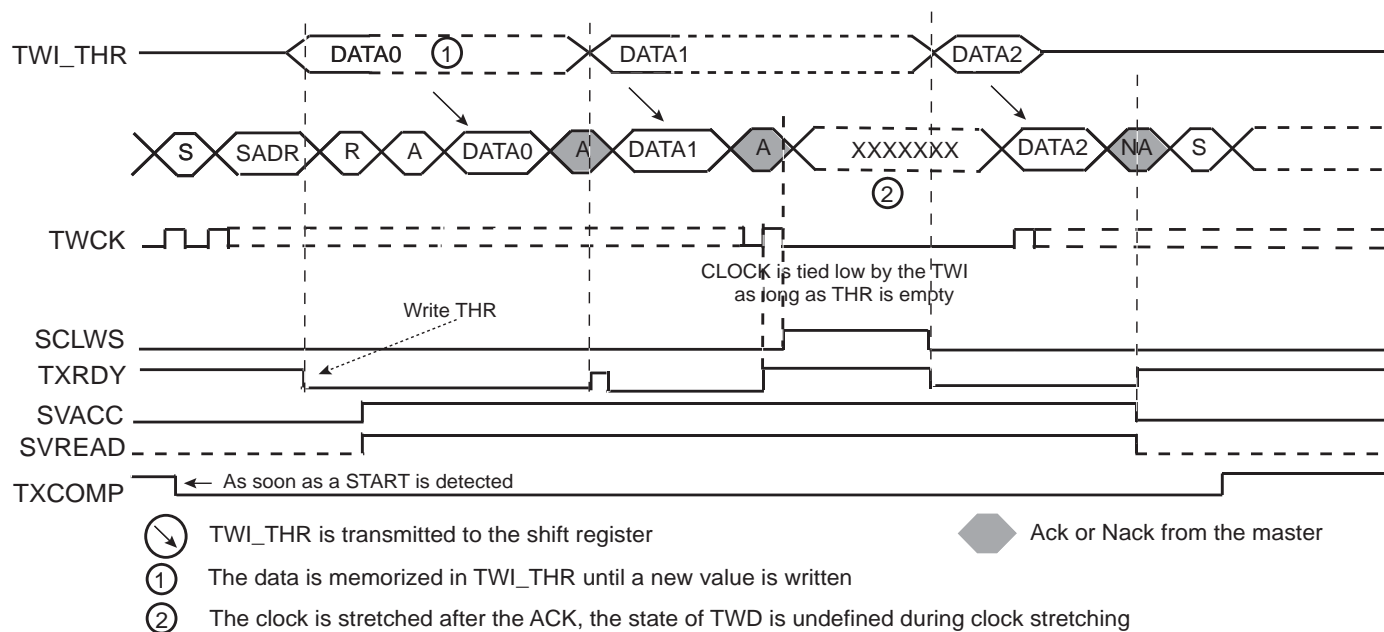 TWI_THR DATA0 1 DATA1 DATA2
S SADR R A DATA0 A DATA1 A XXXXXXX DATA2 NA S
2
TWCK
CLOCK is tied low by the TWI
as long as THR is empty
Write THR
SCLWS
TXRDY
SVACC
SVREAD
TXCOMP As soon as a START is detected
TWI_THR is transmitted to the shift register Ack or Nack from the master
1 The data is memorized in TWI_THR until a new value is written
2 The clock is stretched after the ACK, the state of TWD is undefined during clock stretching